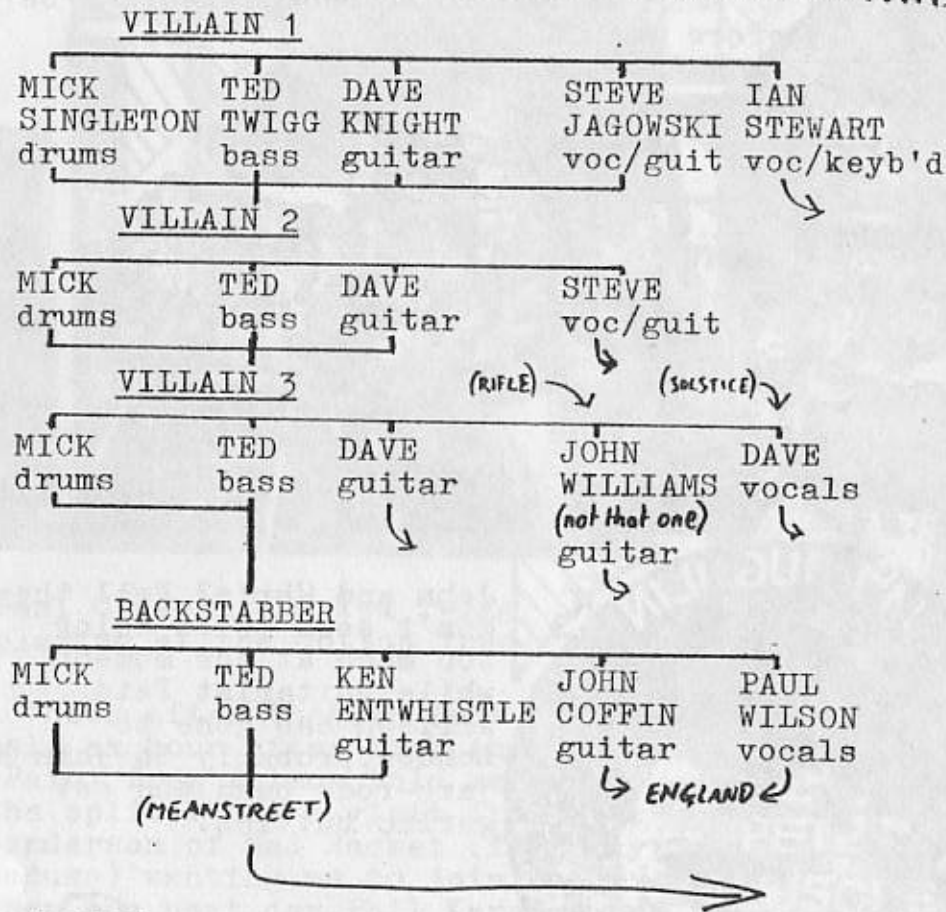 VILLAIN 1
MICK TED DAVE STEVE IAN
SINGLETON TWIGG KNIGHT JAGOWSKI STEWART
drums bass guitar voc/guit voc/keyb'd
VILLAIN 2
MICK TED DAVE STEVE
drums bass guitar voc/guit
VILLAIN 3
(RIFLE) (SOLSTICE)
MICK TED DAVE JOHN DAVE
drums bass guitar WILLIAMS vocals
(not that one)
guitar
BACKSTABBER
MICK TED KEN JOHN PAUL
drums bass ENTWHISTLE COFFIN WILSON
guitar guitar vocals
ENGLAND
(MEANSTREET)